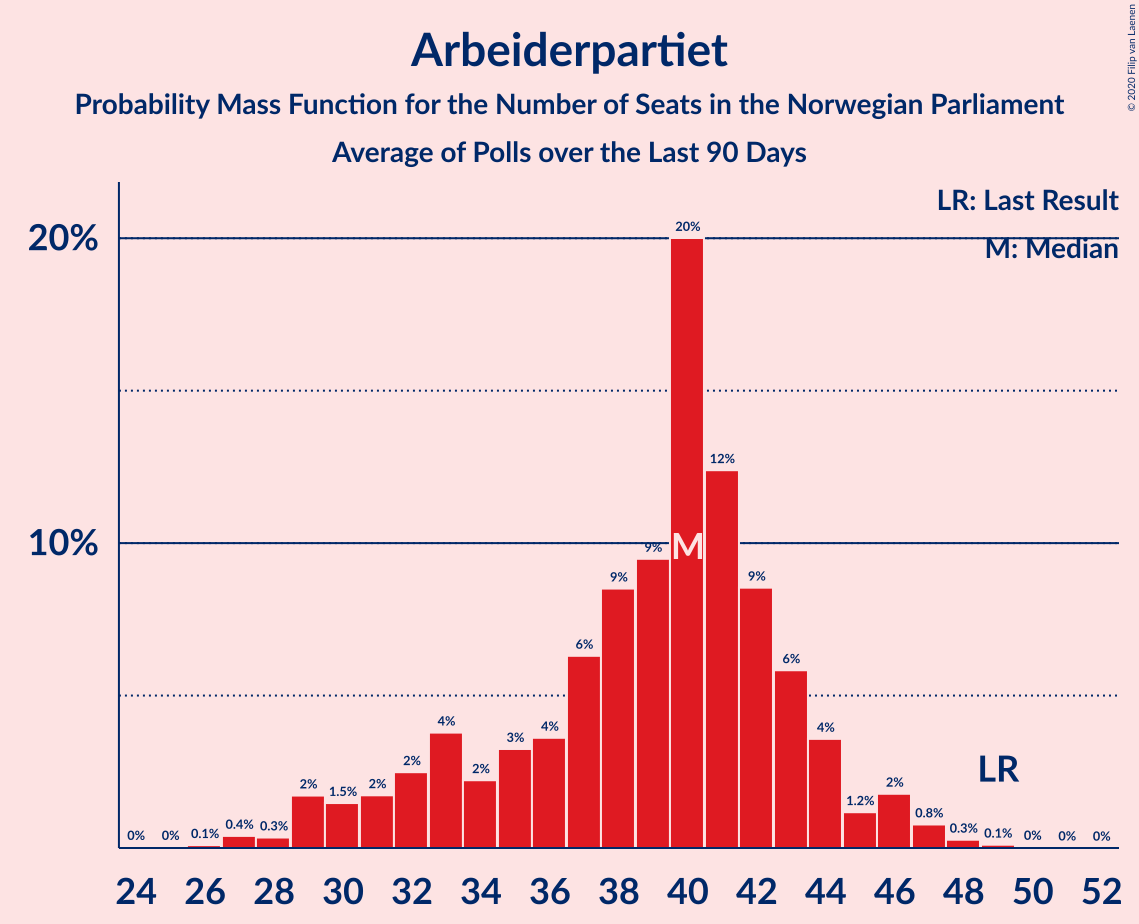 Arbeiderpartiet
Probability Mass Function for the Number of Seats in the Norwegian Parliament
Average of Polls over the Last 90 Days
© 2020 Filip van Laenen
LR: Last Result
M: Median
20%
10%
0% 0% 0.1% 0.4% 0.3% 2% 1.5% 2% 2% 4% 2% 3% 4% 6% 9% 9% 20% 12% 9% 6% 4% 1.2% 2% 0.8% 0.3% 0.1% 0% 0% 0%
M
LR
24 26 28 30 32 34 36 38 40 42 44 46 48 50 52